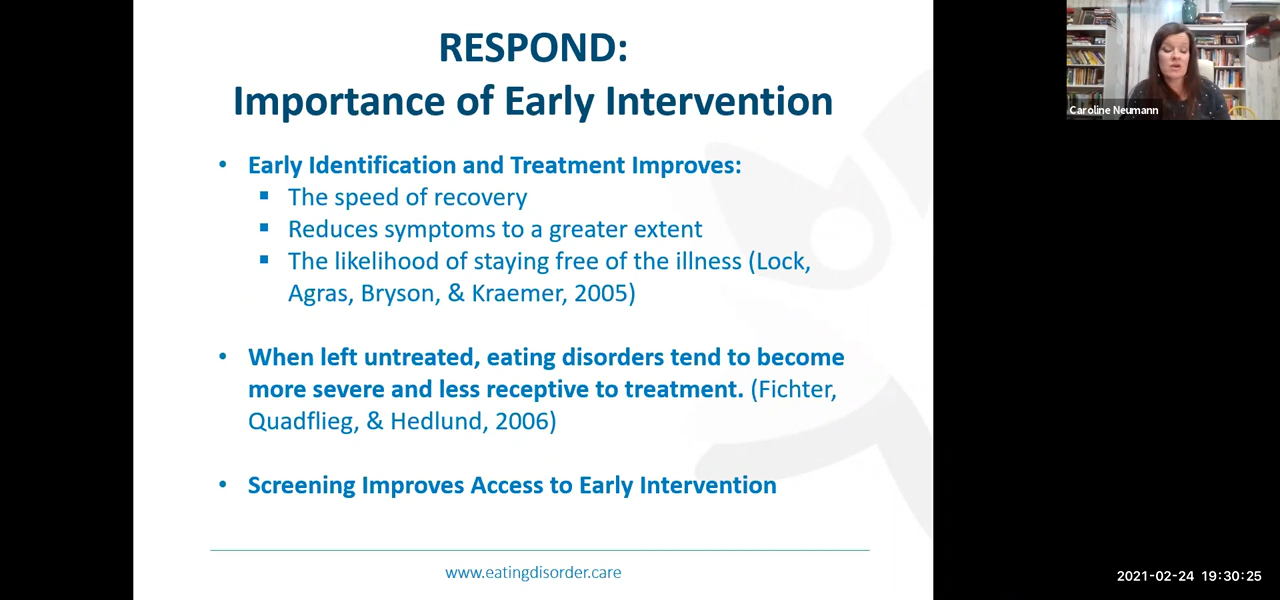 RESPOND:
Importance of Early Intervention
• Early Identification and Treatment Improves:
▪ The speed of recovery
▪ Reduces symptoms to a greater extent
▪ The likelihood of staying free of the illness (Lock,
Agras, Bryson, & Kraemer, 2005)
• When left untreated, eating disorders tend to become
more severe and less receptive to treatment. (Fichter,
Quadflieg, & Hedlund, 2006)
• Screening Improves Access to Early Intervention
www.eatingdisorder.care
Caroline Neumann
2021-02-24 19:30:25